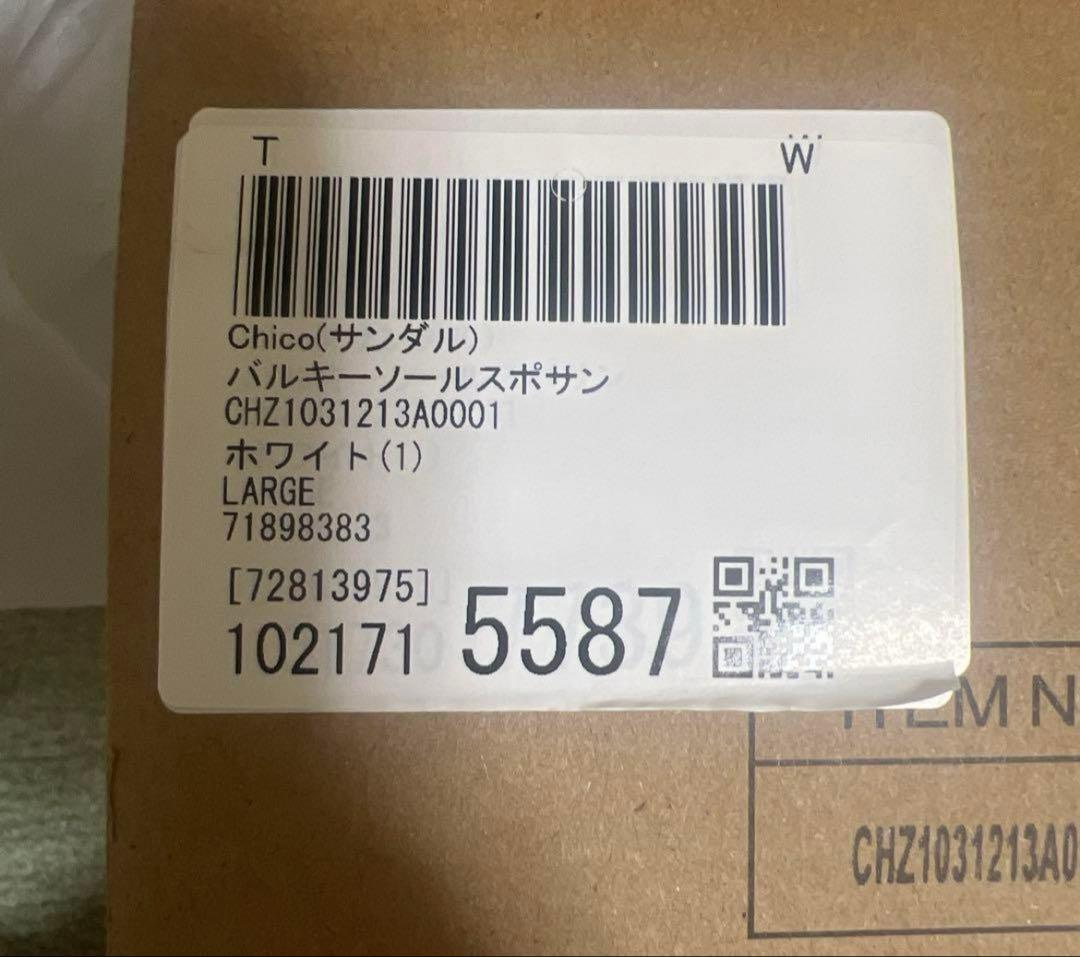 T W
Chico(サンダル)
バルキーソールスポサン
CHZ1031213A0001
ホワイト(1)
LARGE
71898383
[72813975]
102171 5587
ITEM N
CHZ1031213A0